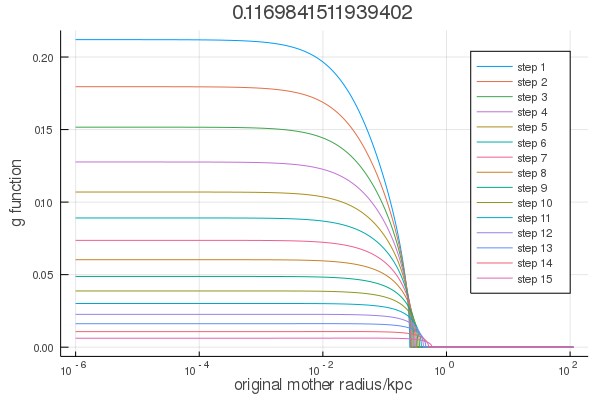 0.1169841511939402
g function
0.20
0.15
0.10
0.05
0.00
step 1
step 2
step 3
step 4
step 5
step 6
step 7
step 8
step 9
step 10
step 11
step 12
step 13
step 14
step 15
10⁻⁶ 10⁻⁴ 10⁻² 10⁰ 10²
original mother radius/kpc